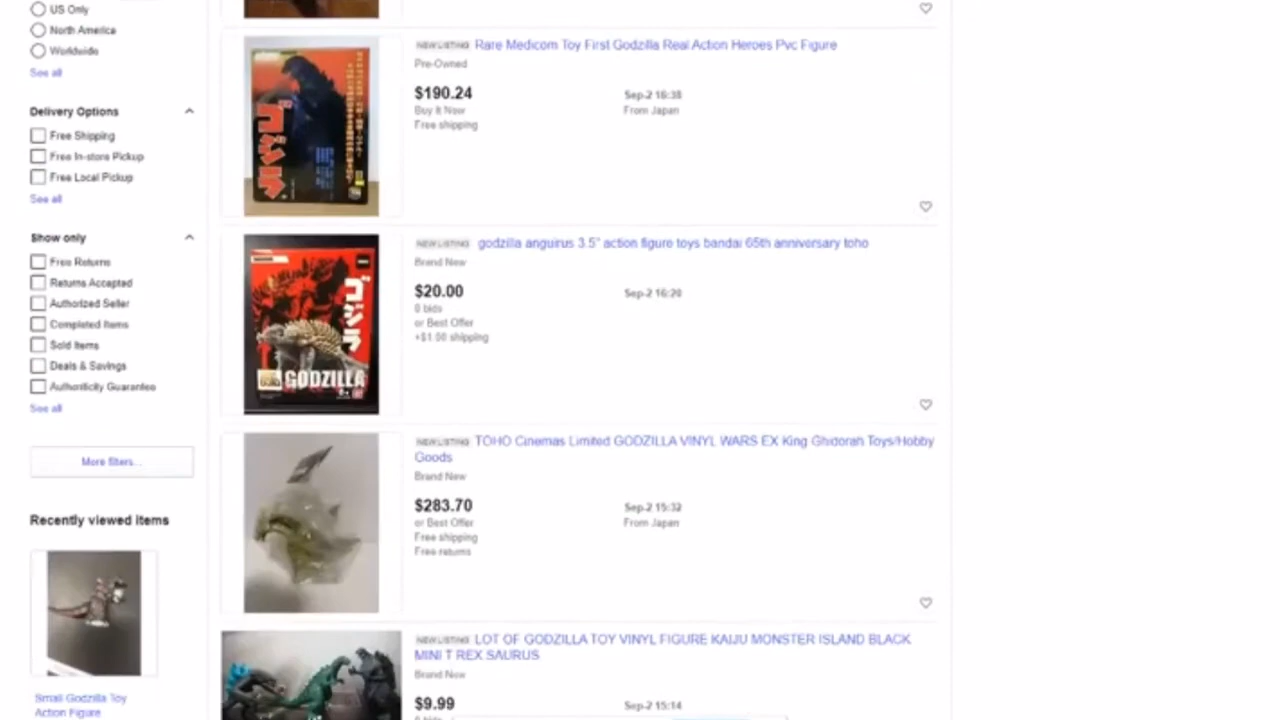 US Only
North America
Worldwide
See all
Delivery Options
Free Shipping
Free In-store Pickup
Free Local Pickup
See all
Show only
Free Returns
Returns Accepted
Authorized Seller
Completed Items
Sold Items
Deals & Savings
Authenticity Guarantee
See all
More filters...
Recently viewed items
Small Godzilla Toy
Action Figure
NEW LISTING Rare Medicom Toy First Godzilla Real Action Heroes Pvc Figure
Pre-Owned
$190.24
Sep-2 16:38
Buy It Now
From Japan
Free shipping
ゴジラ
NEW LISTING godzilla anguirus 3.5" action figure toys bandai 65th anniversary toho
Brand New
$20.00
Sep-2 16:20
0 bids
or Best Offer
+$1.00 shipping
ゴジラ
GODZILLA
NEW LISTING TOHO Cinemas Limited GODZILLA VINYL WARS EX King Ghidorah Toys/Hobby
Goods
Brand New
$283.70
Sep-2 15:32
or Best Offer
From Japan
Free shipping
Free returns
NEW LISTING LOT OF GODZILLA TOY VINYL FIGURE KAIJU MONSTER ISLAND BLACK
MINI T REX SAURUS
Brand New
$9.99
Sep-2 15:14